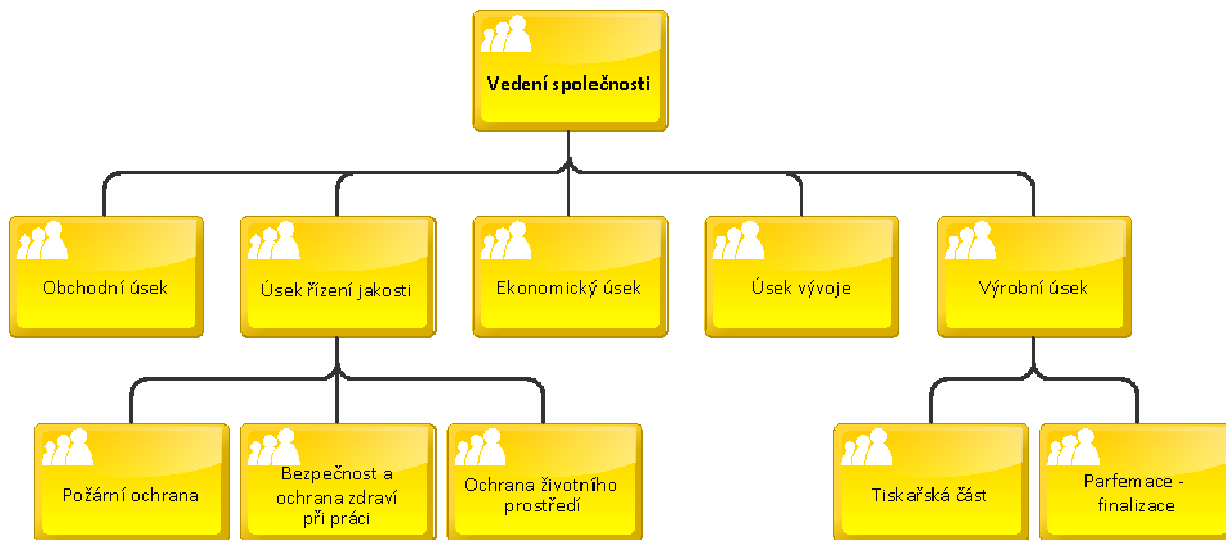 Vedení společnosti
Obchodní úsek
Úsek řízení jakosti
Ekonomický úsek
Úsek vývoje
Výrobní úsek
Požární ochrana
Bezpečnost a
ochrana zdraví
při práci
Ochrana životního
prostředí
Tiskařská část
Parfemace -
finalizace